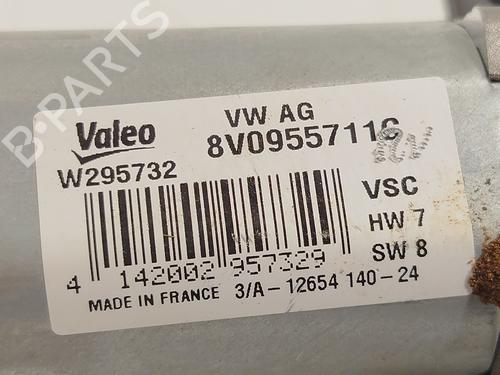 B-PARTS
Valeo
VW AG
8V0955711C
W295732
VSC
HW 7
SW 8
4 142002 957329
MADE IN FRANCE 3/A-12654 140-24